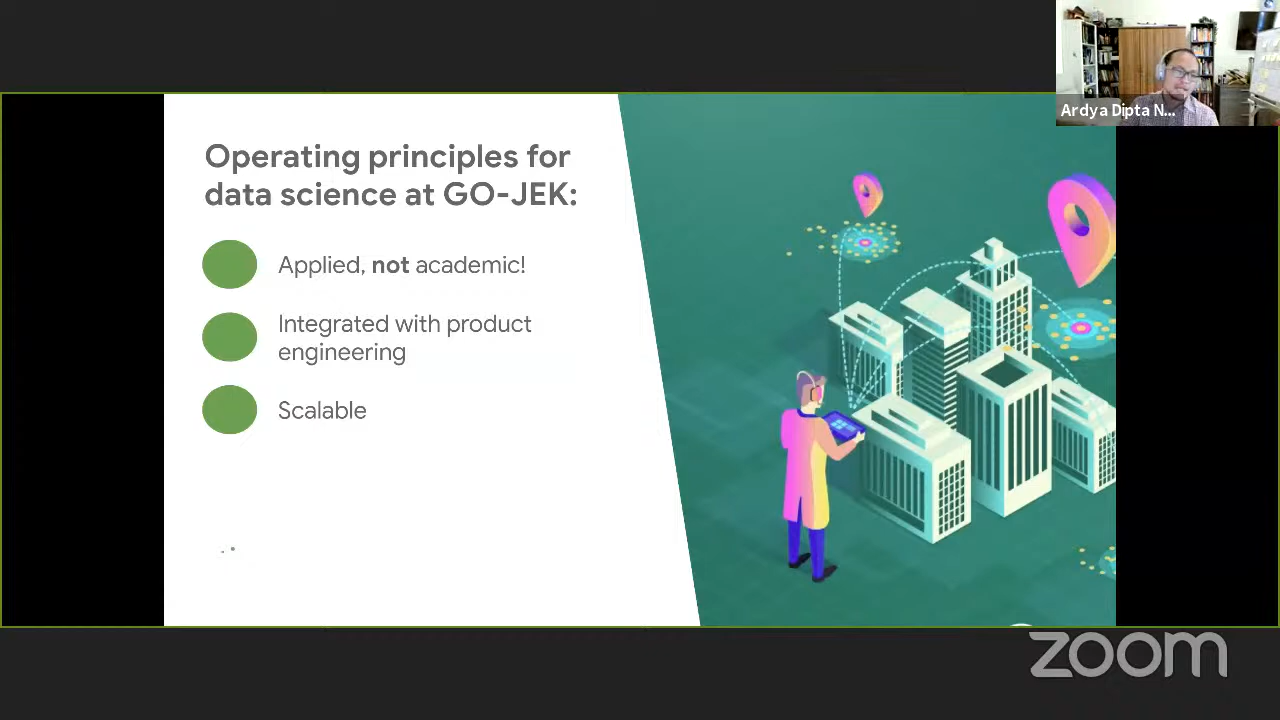 Ardya Dipta N...
Operating principles for
data science at GO-JEK:
Applied, not academic!
Integrated with product
engineering
Scalable
zoom